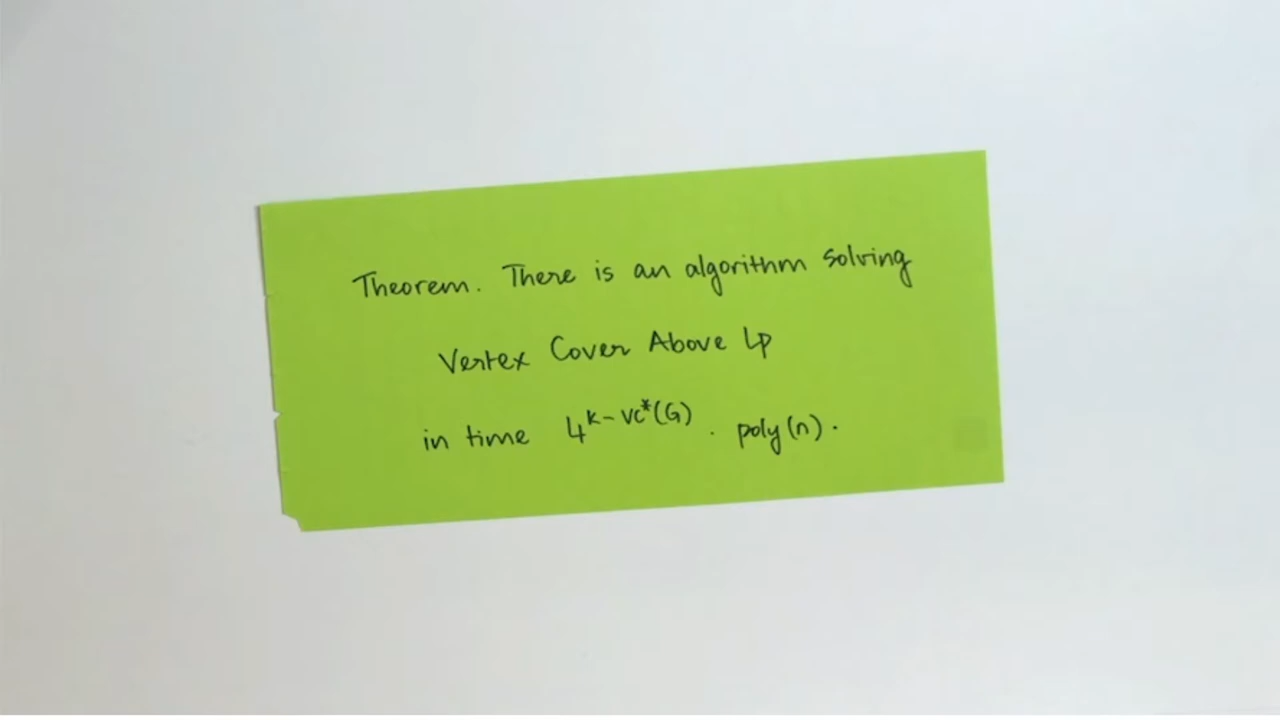 Theorem. There is an algorithm solving
Vertex Cover Above Lp
in time 4^{k-vc*(G)} . poly(n).